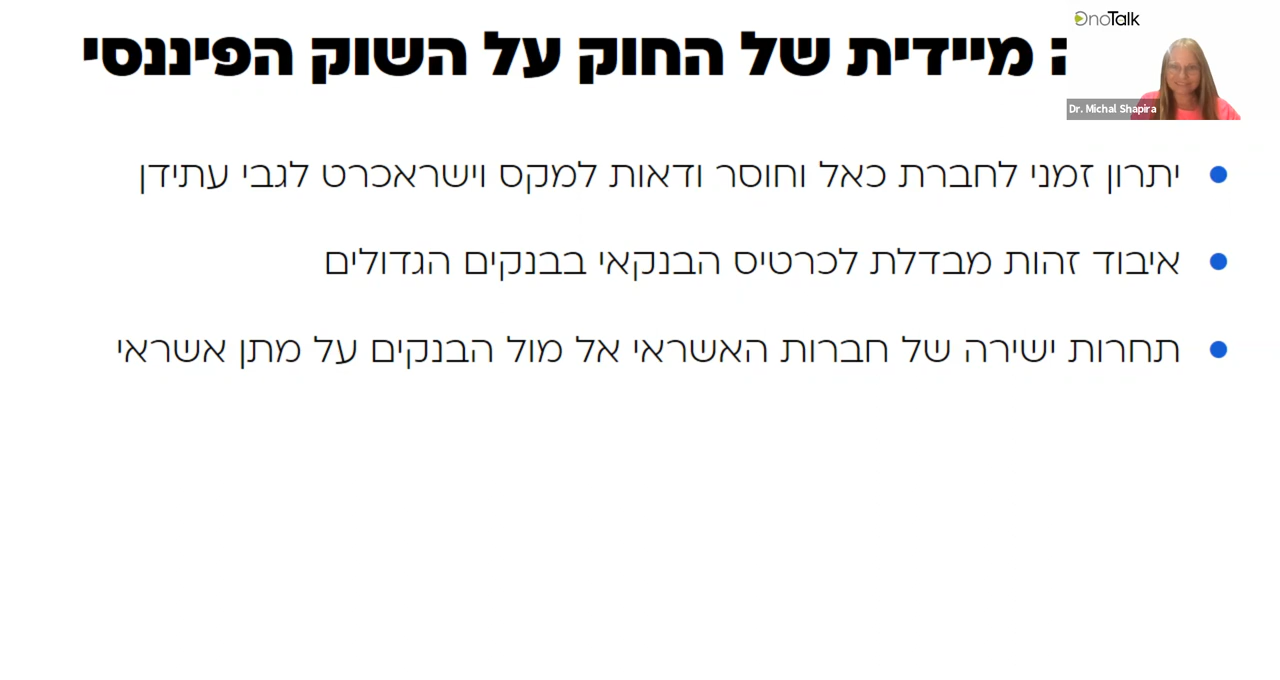 OnoTalk
מיידית של החוק על השוק הפיננסי
Dr. Michal Shapira
יתרון זמני לחברת כאל וחוסר ודאות למקס וישראכרט לגבי עתידן
איבוד זהות מבדלת לכרטיס הבנקאי בבנקים הגדולים
תחרות ישירה של חברות האשראי אל מול הבנקים על מתן אשראי